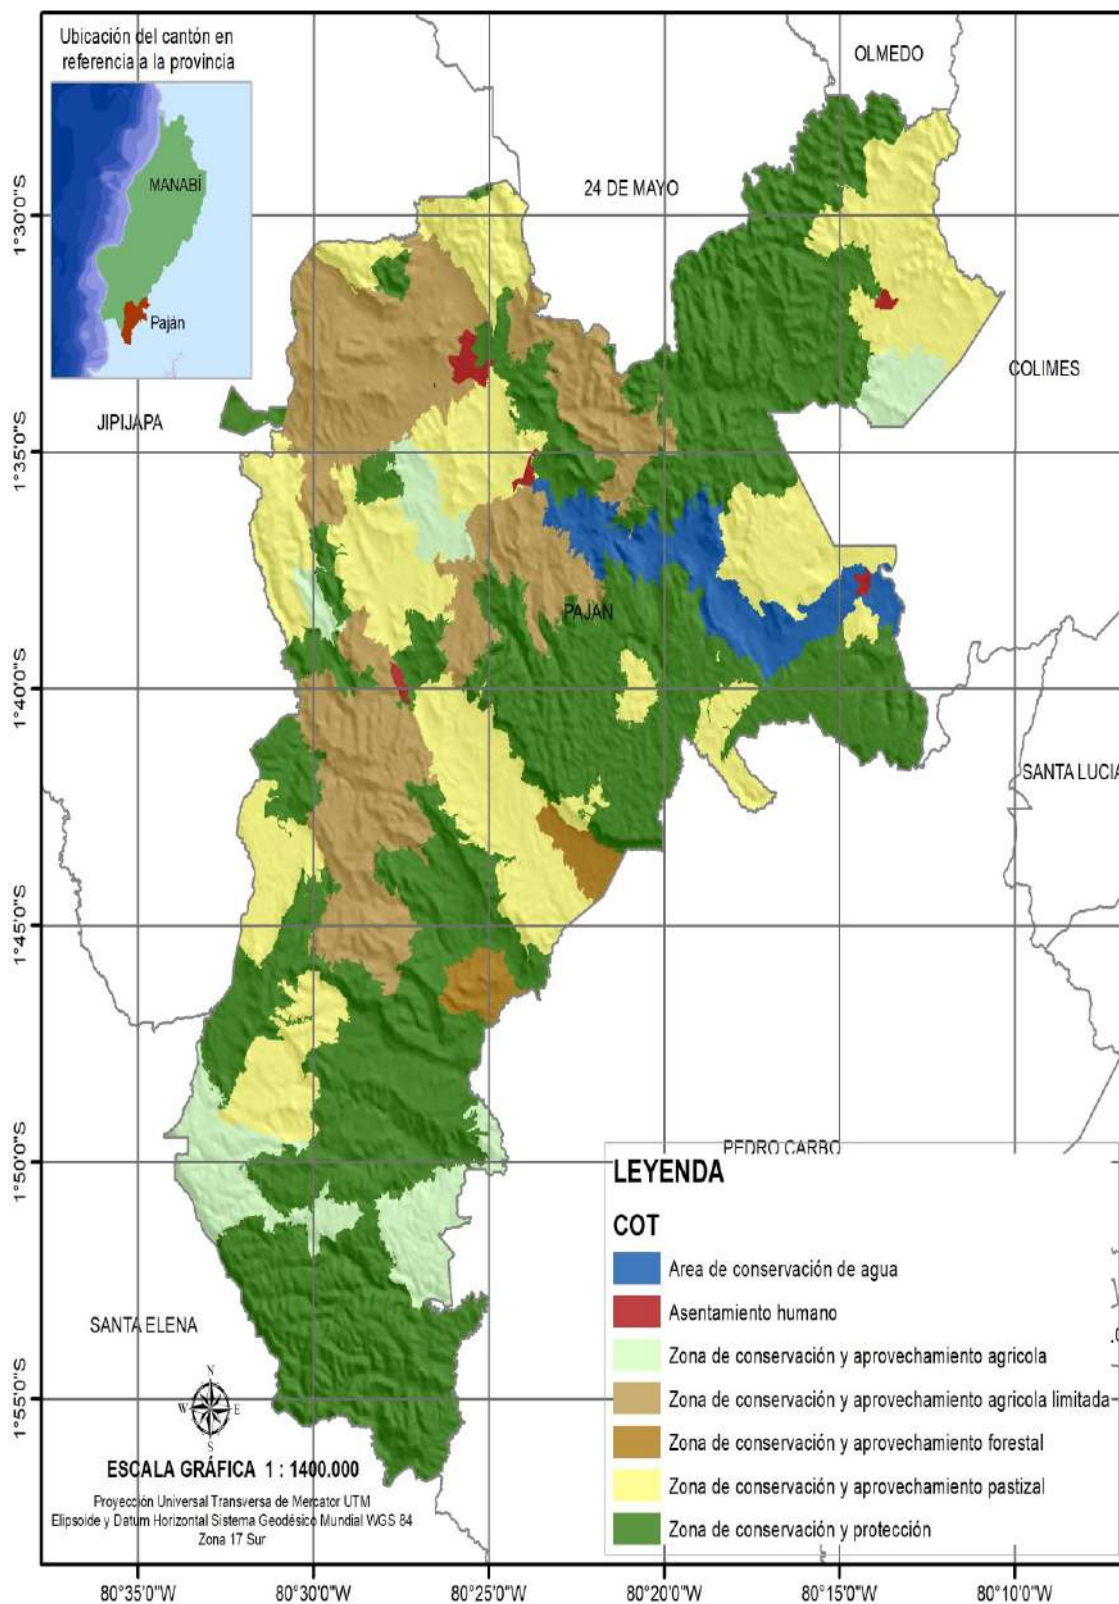 Ubicación del cantón en
referencia a la provincia
MANABÍ
Paján
OLMEDO
24 DE MAYO
COLIMES
JIPIJAPA
PAJAN
SANTA LUCIA
PEDRO CARBO
SANTA ELENA
1°30'0"S
1°35'0"S
1°40'0"S
1°45'0"S
1°50'0"S
1°55'0"S
N
W
E
S
ESCALA GRÁFICA 1 : 1400.000
Proyección Universal Transversa de Mercator UTM
Elipsoide y Datum Horizontal Sistema Geodésico Mundial WGS 84
Zona 17 Sur
LEYENDA
COT
Area de conservación de agua
Asentamiento humano
Zona de conservación y aprovechamiento agricola
Zona de conservación y aprovechamiento agricola limitada
Zona de conservación y aprovechamiento forestal
Zona de conservación y aprovechamiento pastizal
Zona de conservación y protección
80°35'0"W
80°30'0"W
80°25'0"W
80°20'0"W
80°15'0"W
80°10'0"W